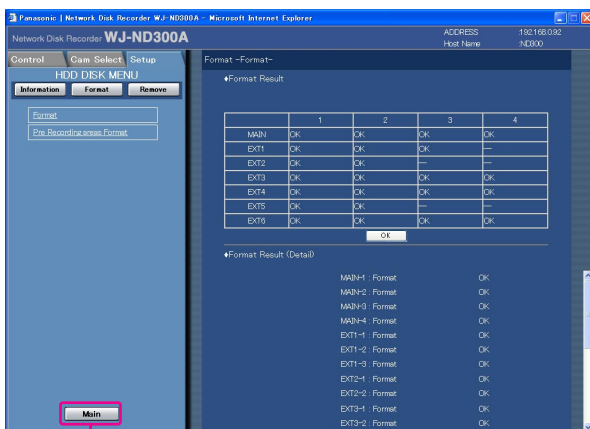 Panasonic | Network Disk Recorder WJ-ND300A - Microsoft Internet Explorer
Network Disk Recorder WJ-ND300A
ADDRESS :192.168.0.92
Host Name :ND300
Control Cam Select Setup
HDD DISK MENU
Information Format Remove
Format
Pre Recording areas Format
Main
Format -Format-
♦Format Result
1 2 3 4
MAIN OK OK OK OK
EXT1 OK OK OK —
EXT2 OK OK — —
EXT3 OK OK OK OK
EXT4 OK OK OK OK
EXT5 OK OK — —
EXT6 OK OK OK OK
OK
♦Format Result (Detail)
MAIN-1 : Format OK
MAIN-2 : Format OK
MAIN-3 : Format OK
MAIN-4 : Format OK
EXT1-1 : Format OK
EXT1-2 : Format OK
EXT1-3 : Format OK
EXT2-1 : Format OK
EXT2-2 : Format OK
EXT3-1 : Format OK
EXT3-2 : Format OK